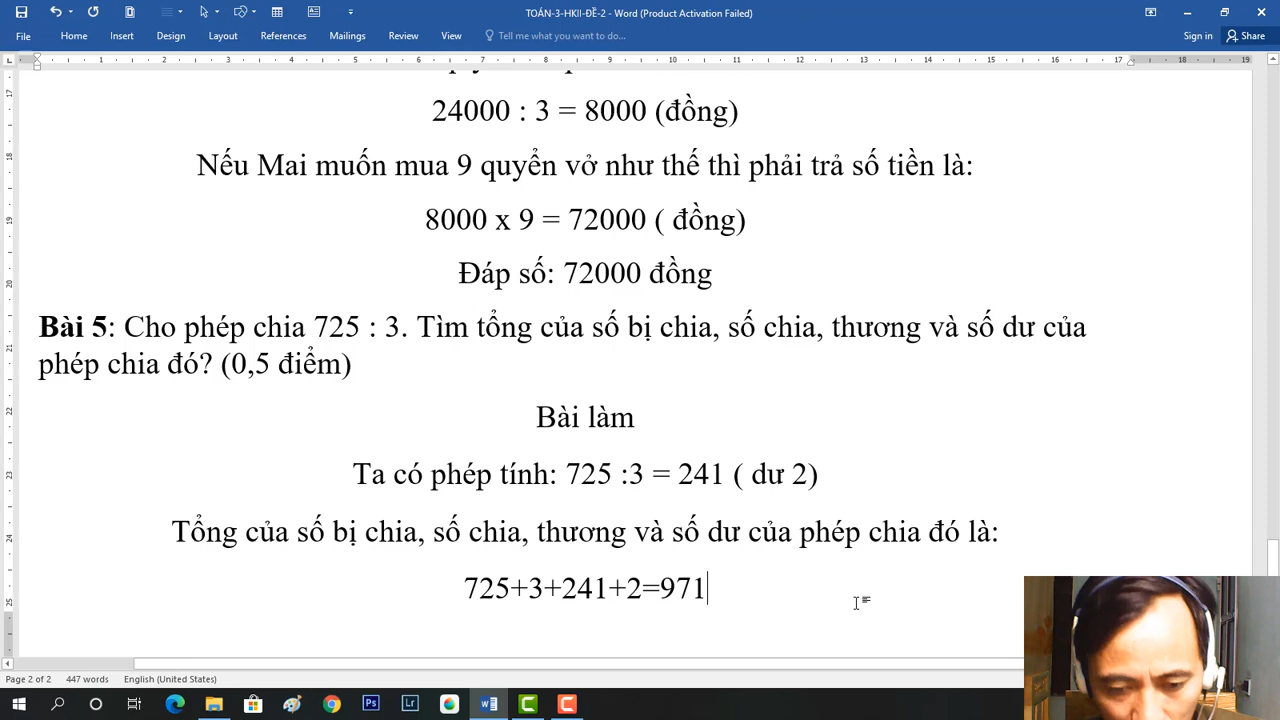 TOÁN-3-HKII-ĐỀ-2 - Word (Product Activation Failed)
File Home Insert Design Layout References Mailings Review View Tell me what you want to do... Sign in Share
24000 : 3 = 8000 (đồng)
Nếu Mai muốn mua 9 quyển vở như thế thì phải trả số tiền là:
8000 x 9 = 72000 ( đồng)
Đáp số: 72000 đồng
Bài 5: Cho phép chia 725 : 3. Tìm tổng của số bị chia, số chia, thương và số dư của
phép chia đó? (0,5 điểm)
Bài làm
Ta có phép tính: 725 :3 = 241 ( dư 2)
Tổng của số bị chia, số chia, thương và số dư của phép chia đó là:
725+3+241+2=971
Page 2 of 2 447 words English (United States)